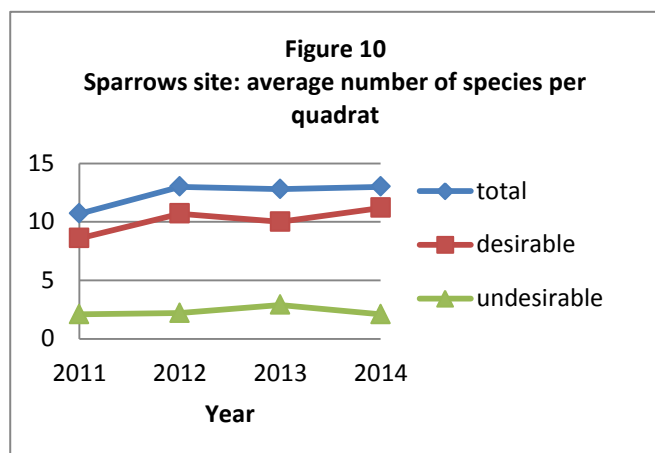 Figure 10
Sparrows site: average number of species per
quadrat
15
10
5
0
2011 2012 2013 2014
Year
total
desirable
undesirable